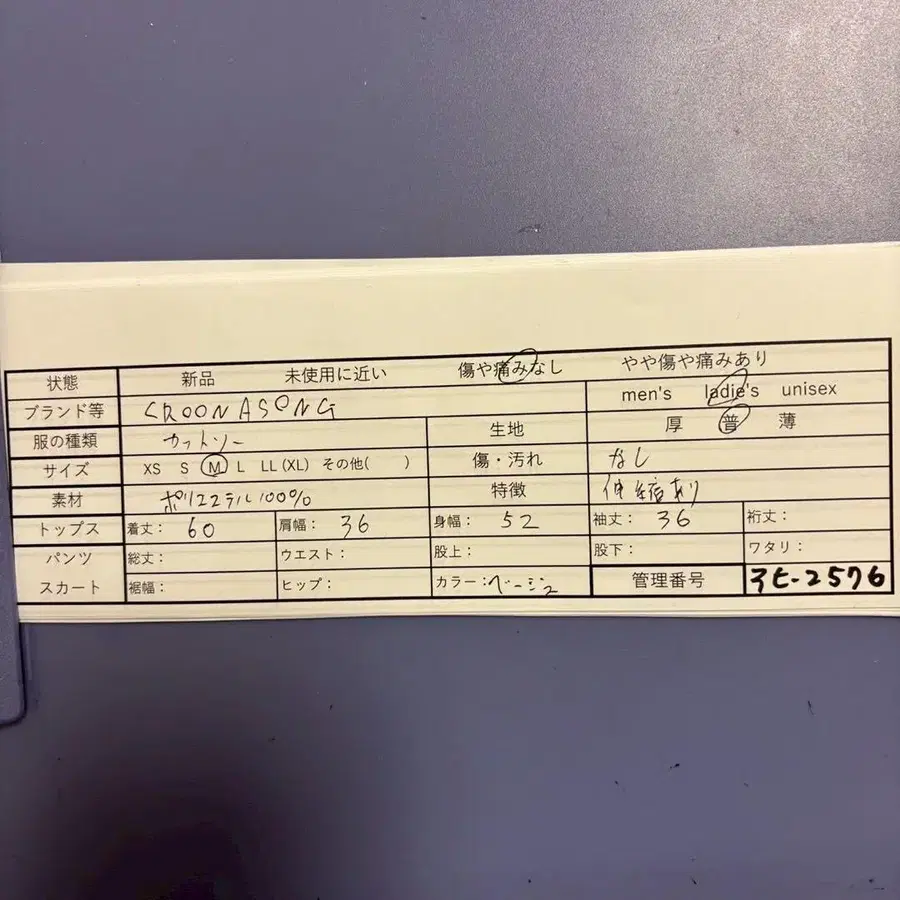 状態 新品 未使用に近い 傷や痛みなし やや傷や痛みあり
ブランド等 CROON A SONG men's ladie's unisex
服の種類 カットソー 生地 厚 普 薄
サイズ XS S M L LL (XL) その他( ) 傷・汚れ なし
素材 ポリエステル100% 特徴 伸縮あり
トップス 着丈: 60 肩幅: 36 身幅: 52 袖丈: 36 裄丈:
パンツ 総丈: ウエスト: 股上: 股下: ワタリ:
スカート 裾幅: ヒップ: カラー:ベージュ 管理番号 3E-2576